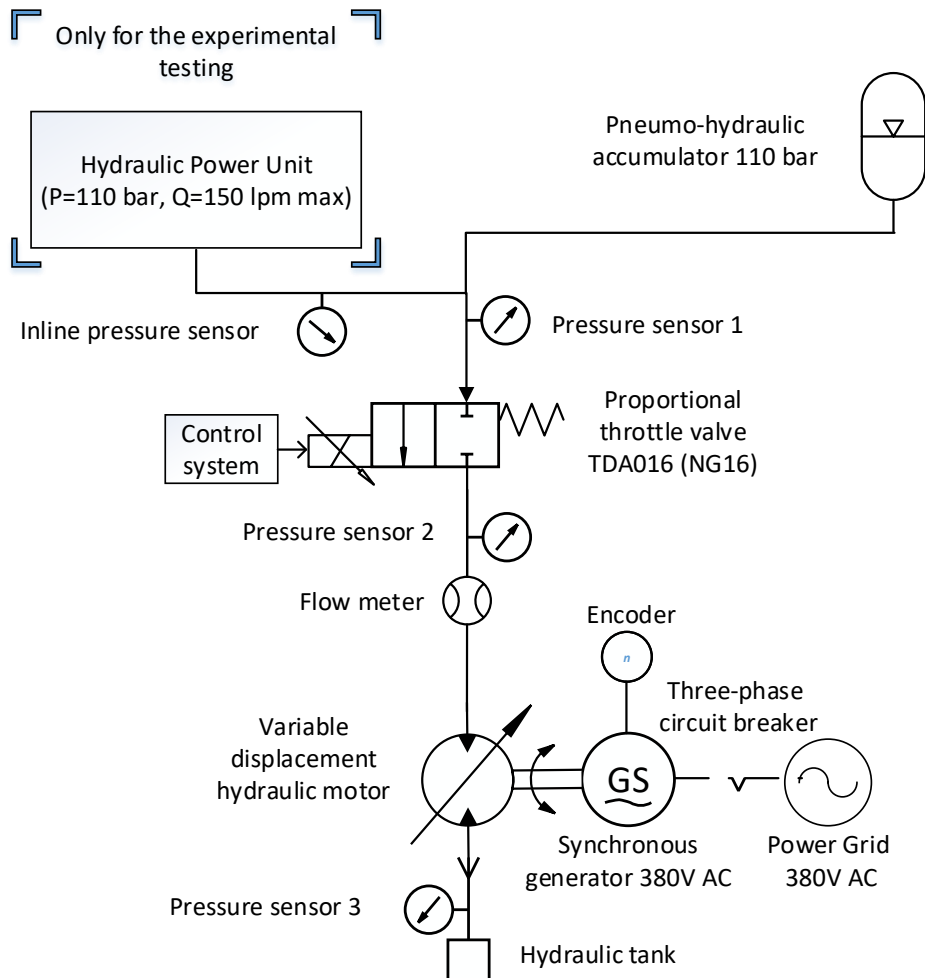 Only for the experimental
testing
Hydraulic Power Unit
(P=110 bar, Q=150 lpm max)
Pneumo-hydraulic
accumulator 110 bar
Inline pressure sensor
Pressure sensor 1
Control
system
Proportional
throttle valve
TDA016 (NG16)
Pressure sensor 2
Flow meter
Encoder
n
Three-phase
circuit breaker
Variable
displacement
hydraulic motor
GS
Synchronous
generator 380V AC
Power Grid
380V AC
Pressure sensor 3
Hydraulic tank